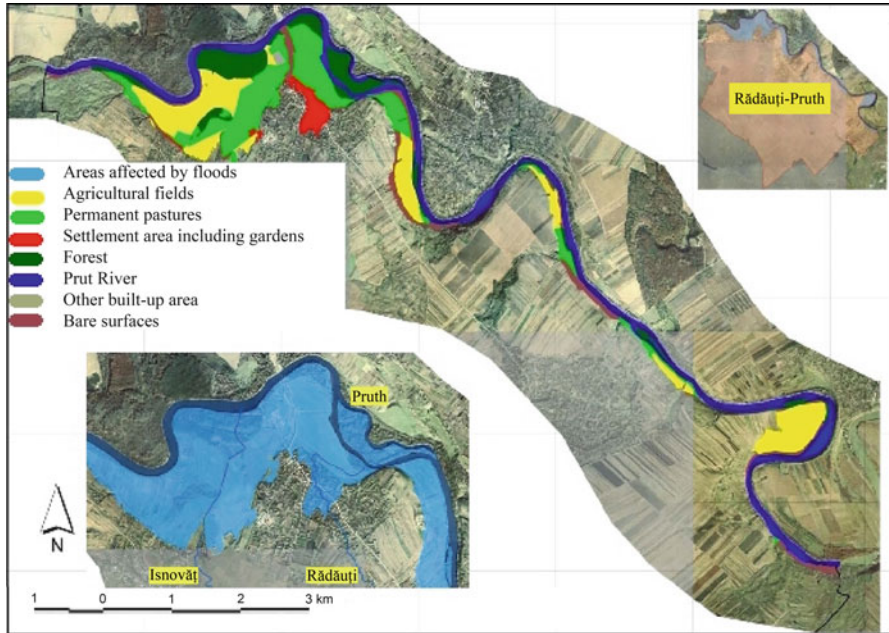 Rădăuți-Pruth
Areas affected by floods
Agricultural fields
Permanent pastures
Settlement area including gardens
Forest
Prut River
Other built-up area
Bare surfaces
Pruth
N
Isnovăț
Rădăuți
1 0 1 2 3 km